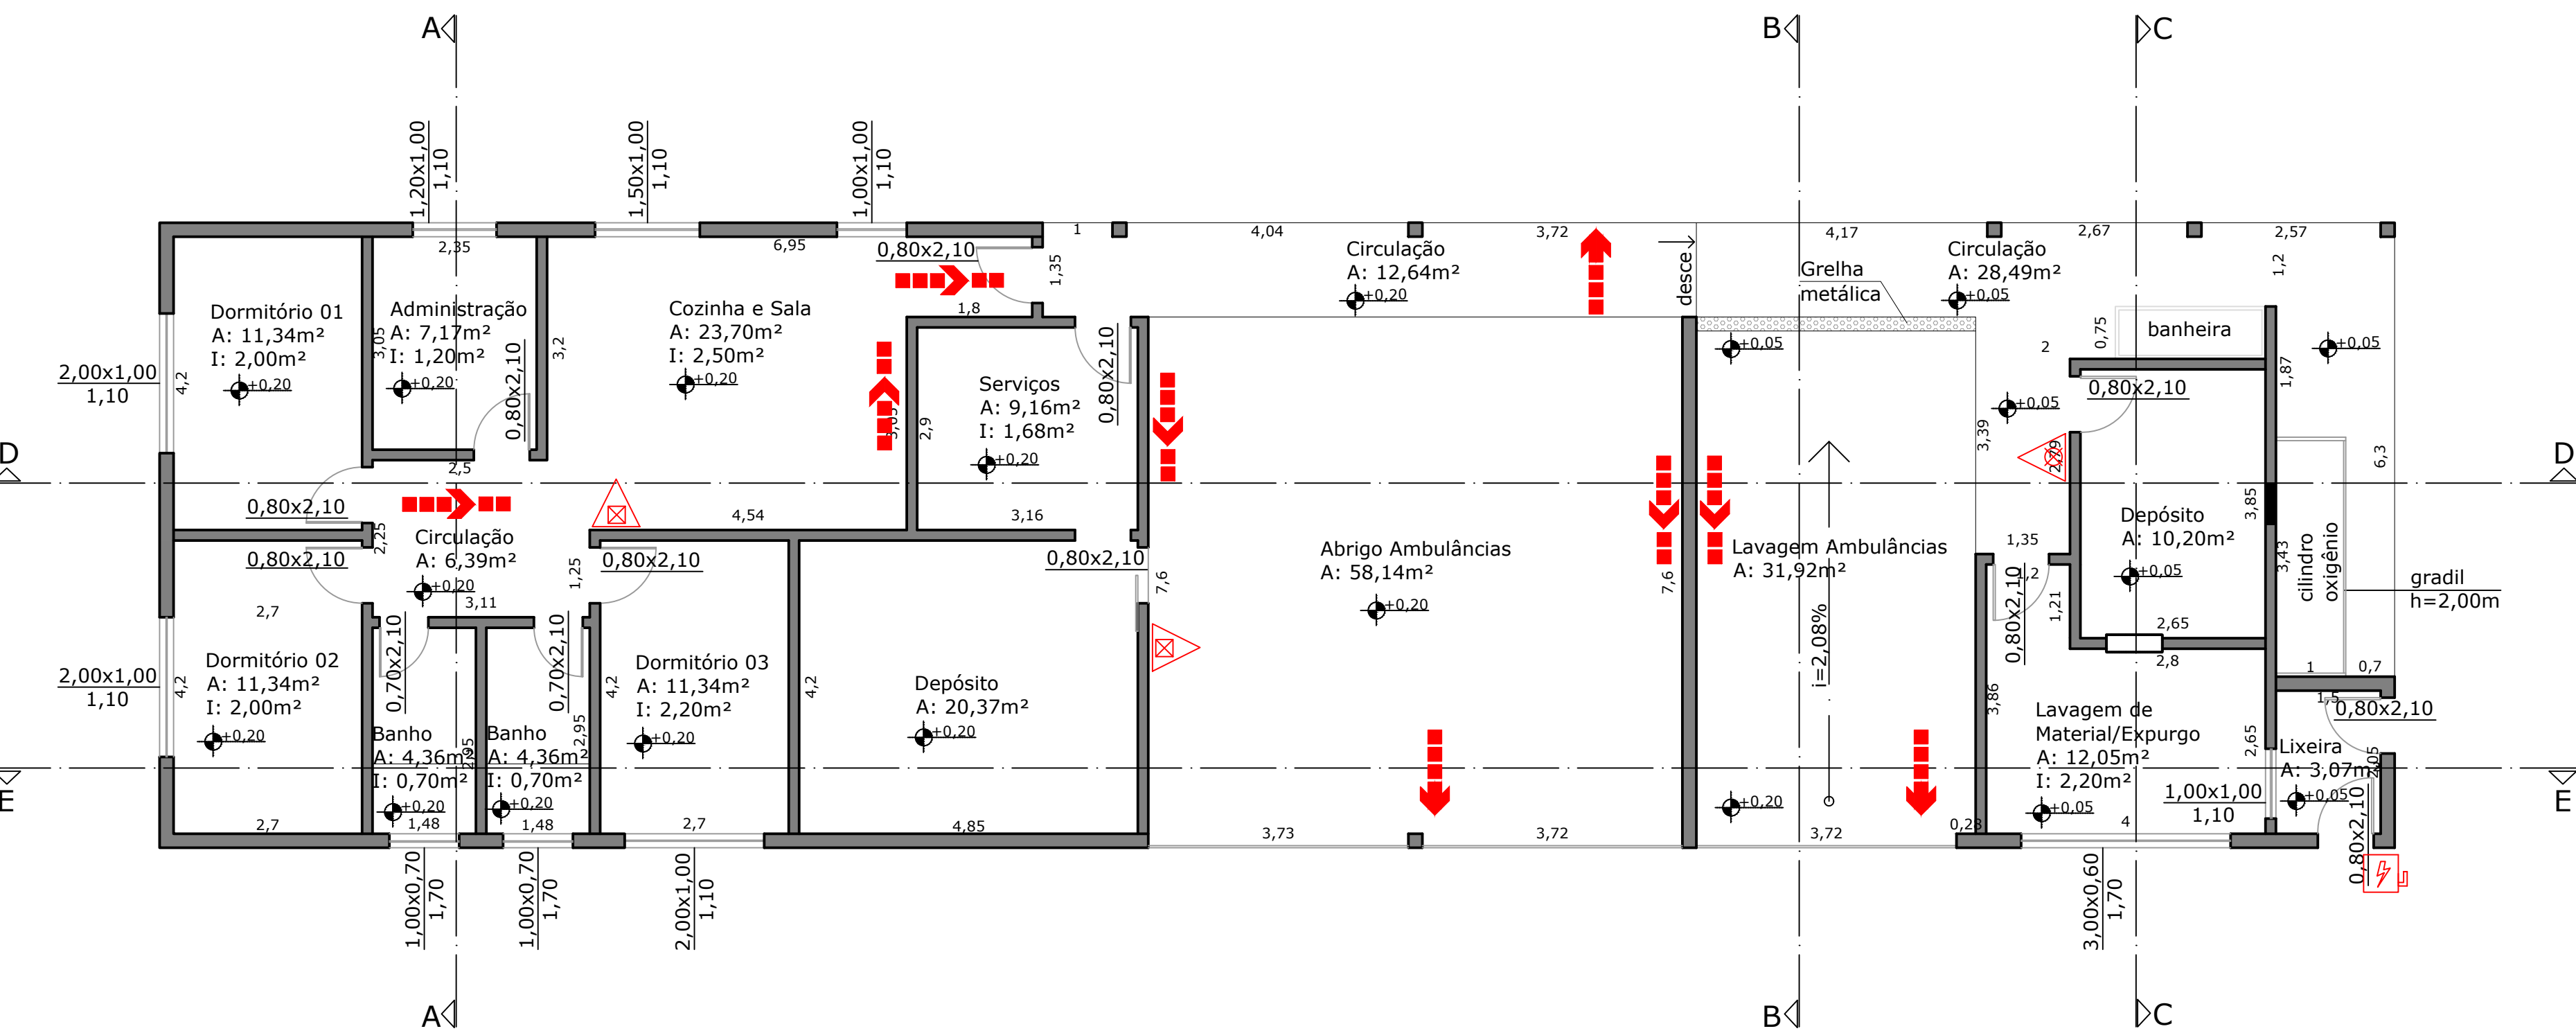 A
B
C
1,20x1,00
1,10
1,50x1,00
1,10
1,00x1,00
1,10
2,35
6,95
0,80x2,10
1
4,04
3,72
4,17
2,67
2,57
1,35
1,8
Circulação
A: 12,64m²
+0,20
desce
Grelha
metálica
Circulação
A: 28,49m²
+0,05
1,2
Dormitório 01
A: 11,34m²
I: 2,00m²
+0,20
4,2
2,00x1,00
1,10
Administração
A: 7,17m²
I: 1,20m²
+0,20
3,05
0,80x2,10
3,2
Cozinha e Sala
A: 23,70m²
I: 2,50m²
+0,20
2,9
Serviços
A: 9,16m²
I: 1,68m²
+0,20
0,80x2,10
+0,05
2
0,75
banheira
1,87
+0,05
0,80x2,10
+0,05
3,39
6,3
D
D
2,5
0,80x2,10
4,54
3,16
2,25
Circulação
A: 6,39m²
+0,20
0,80x2,10
1,25
0,80x2,10
0,80x2,10
7,6
Abrigo Ambulâncias
A: 58,14m²
+0,20
7,6
Lavagem Ambulâncias
A: 31,92m²
i=2,08%
1,35
1,2
0,80x2,10
1,21
Depósito
A: 10,20m²
+0,05
3,85
3,43
cilindro
oxigênio
gradil
h=2,00m
2,7
3,11
0,70x2,10
0,70x2,10
2,65
2,8
1
0,7
1,5
0,80x2,10
2,00x1,00
1,10
4,2
Dormitório 02
A: 11,34m²
I: 2,00m²
+0,20
Banho
A: 4,36m²
I: 0,70m²
+0,20
2,95
Banho
A: 4,36m²
I: 0,70m²
+0,20
2,95
4,2
Dormitório 03
A: 11,34m²
I: 2,20m²
+0,20
4,2
Depósito
A: 20,37m²
+0,20
+0,20
3,86
Lavagem de
Material/Expurgo
A: 12,05m²
I: 2,20m²
+0,05
2,65
1,00x1,00
1,10
Lixeira
A: 3,07m²
+0,05
2,05
0,80x2,10
E
E
2,7
1,48
1,48
2,7
4,85
3,73
3,72
3,72
0,28
4
1,00x0,70
1,70
1,00x0,70
1,70
2,00x1,00
1,10
3,00x0,60
1,70
A
B
C